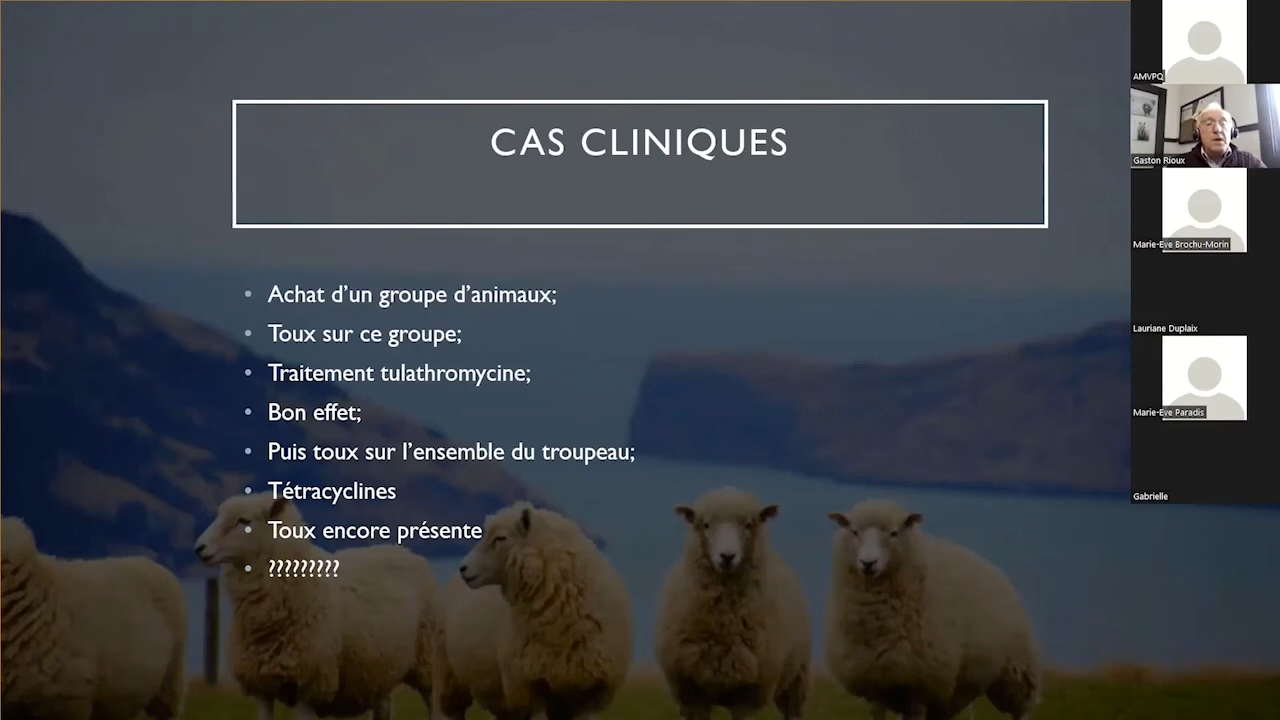 CAS CLINIQUES
Achat d’un groupe d’animaux;
Toux sur ce groupe;
Traitement tulathromycine;
Bon effet;
Puis toux sur l’ensemble du troupeau;
Tétracyclines
Toux encore présente
?????????
AMVPQ
Gaston Rioux
Marie-Eve Brochu-Morin
Lauriane Duplaix
Marie-Eve Paradis
Gabrielle